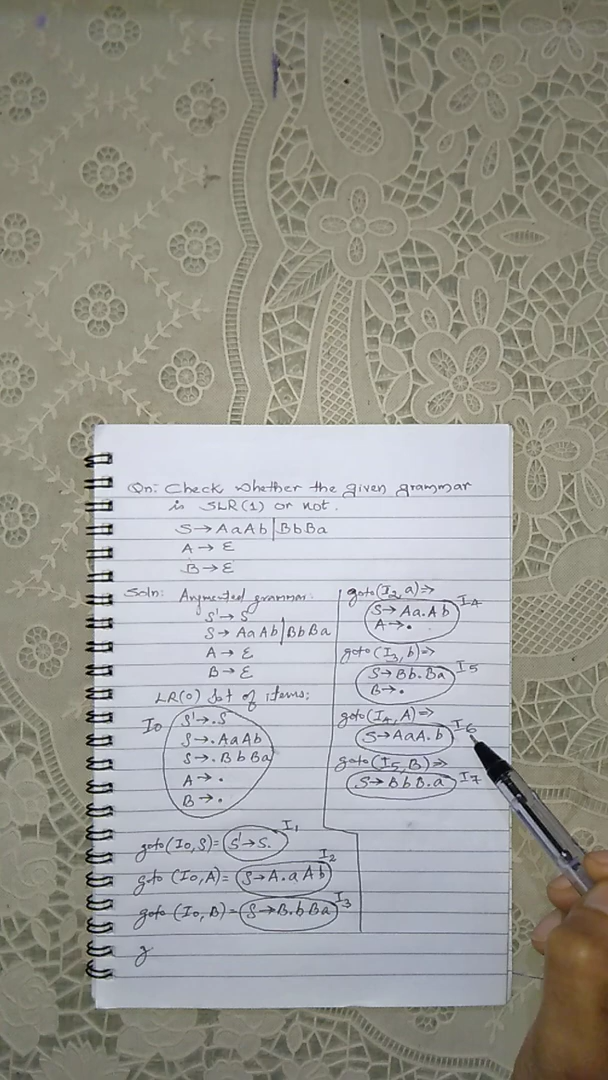 Qn: Check whether the given grammar
is SLR(1) or not.
S→AaAb|BbBa
A→ε
B→ε
Soln: Augmented grammar:
S'→S
S→AaAb|BbBa
A→ε
B→ε
LR(0) Set of items:
I0
S'→.S
S→.AaAb
S→.BbBa
A→.
B→.
goto(I0,S)= S'→S. I1
goto (I0,A)= S→A.aAb I2
goto (I0,B)= S→B.bBa I3
g
goto(I2,a)=>
S→Aa.Ab I4
A→.
goto(I3,b)=>
S→Bb.Ba I5
B→.
goto(I4,A)=>
S→AaA.b I6
goto(I5,B)=>
S→BbB.a I7